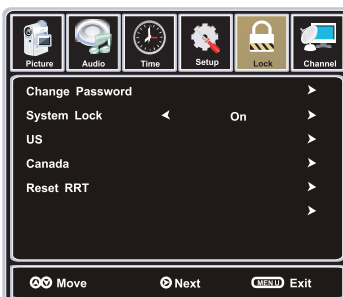 Picture Audio Time Setup Lock Channel
Change Password
System Lock On
US
Canada
Reset RRT
Move Next MENU Exit